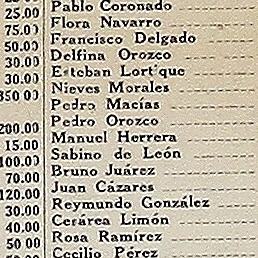 25.00 Pablo Coronado
75.00 Flora Navarro
50.00 Francisco Delgado
30.00 Delfina Orozco
30.00 Esteban Lort'que
350.00 Nieves Morales
Pedro Macías
200.00 Pedro Orozco
15.00 Manuel Herrera
100.00 Sabino de León
70.00 Bruno Juárez
120.00 Juan Cázares
30.00 Reymundo González
40.00 Cesárea Limón
50 00 Rosa Ramírez
Cecilio Pérez